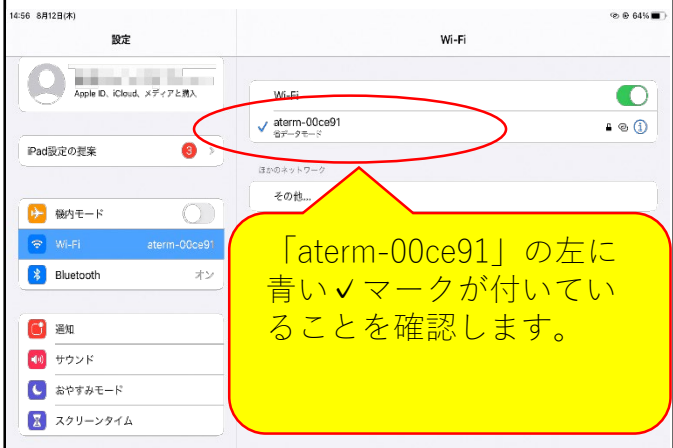 14:56 8月12日(木)
64%
設定
Wi-Fi
Apple ID、iCloud、メディアと購入
iPad設定の提案
3
機内モード
Wi-Fi aterm-00ce91
Bluetooth オン
通知
サウンド
おやすみモード
スクリーンタイム
Wi-Fi
aterm-00ce91
省データモード
ほかのネットワーク
その他...
「aterm-00ce91」の左に
青い✓マークが付いてい
ることを確認します。